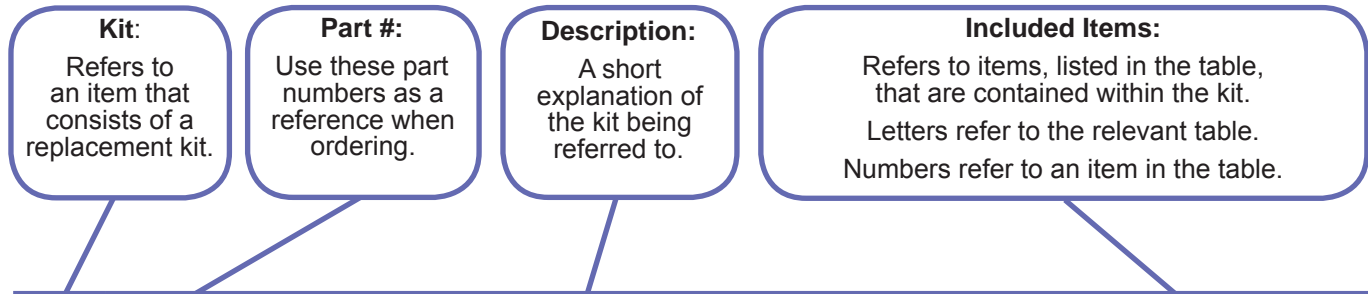 Kit:
Refers to
an item that
consists of a
replacement kit.
Part #:
Use these part
numbers as a
reference when
ordering.
Description:
A short
explanation of
the kit being
referred to.
Included Items:
Refers to items, listed in the table,
that are contained within the kit.
Letters refer to the relevant table.
Numbers refer to an item in the table.